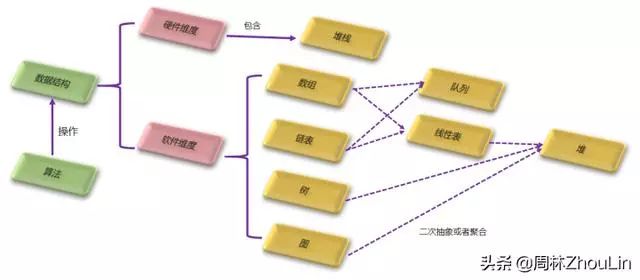 硬件维度
包含
堆栈
数据结构
数组
队列
操作
软件维度
链表
线性表
堆
算法
树
图
二次抽象或者聚合
头条 @周林ZhouLin